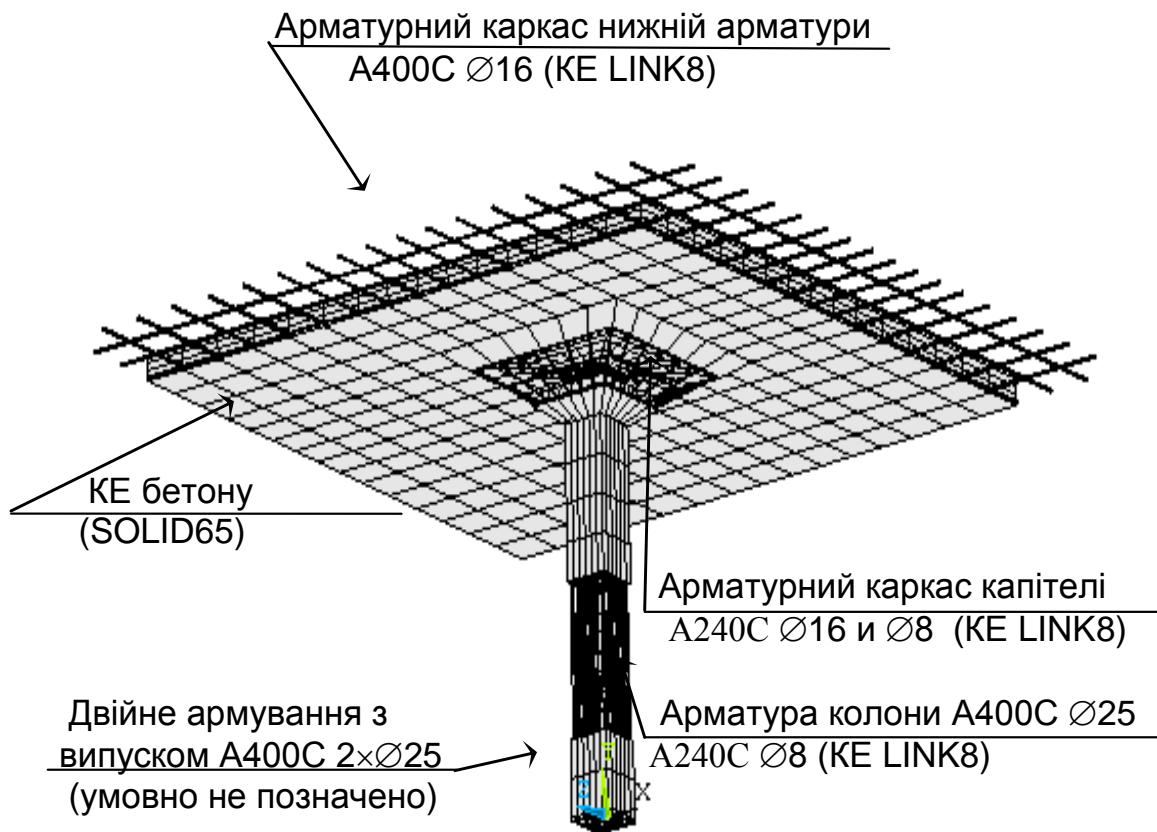 Арматурний каркас нижній арматури
А400С ∅16 (КЕ LINK8)
КЕ бетону
(SOLID65)
Арматурний каркас капітелі
А240С ∅16 и ∅8 (КЕ LINK8)
Двійне армування з
випуском А400С 2×∅25
(умовно не позначено)
Арматура колони А400С ∅25
А240С ∅8 (КЕ LINK8)
Y
Z
X